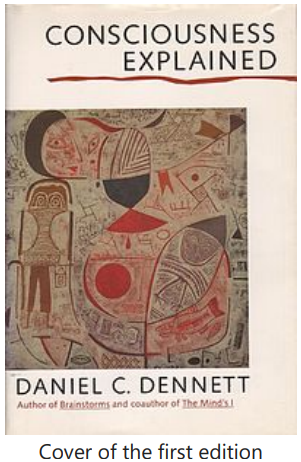 CONSCIOUSNESS
EXPLAINED
DANIEL C. DENNETT
Author of Brainstorms and coauthor of The Mind's I
Cover of the first edition